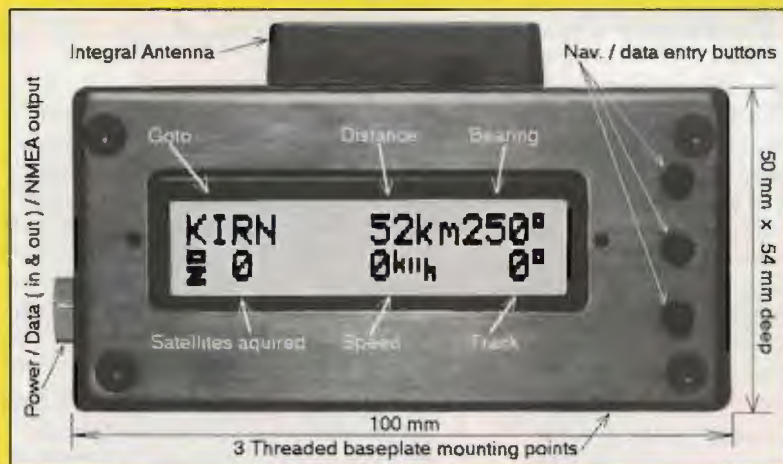 Integral Antenna
Nav. / data entry buttons
Goto
Distance
Bearing
KIRN 52km250°
0 0kmh 0°
Satellites aquired
Speed
Track
Power / Data ( in & out ) / NMEA output
50 mm x 54 mm deep
100 mm
3 Threaded baseplate mounting points